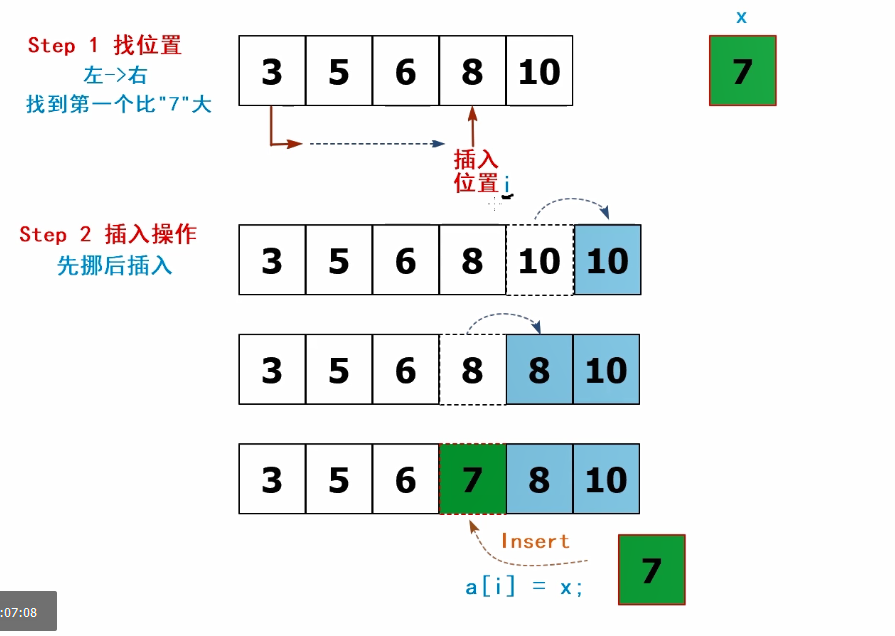 x
Step 1 找位置
3 5 6 8 10
7
左->右
找到第一个比"7"大
插入
位置i
Step 2 插入操作
先挪后插入
3 5 6 8 10 10
3 5 6 8 8 10
3 5 6 7 8 10
Insert
7
a[i] = x;
:07:08